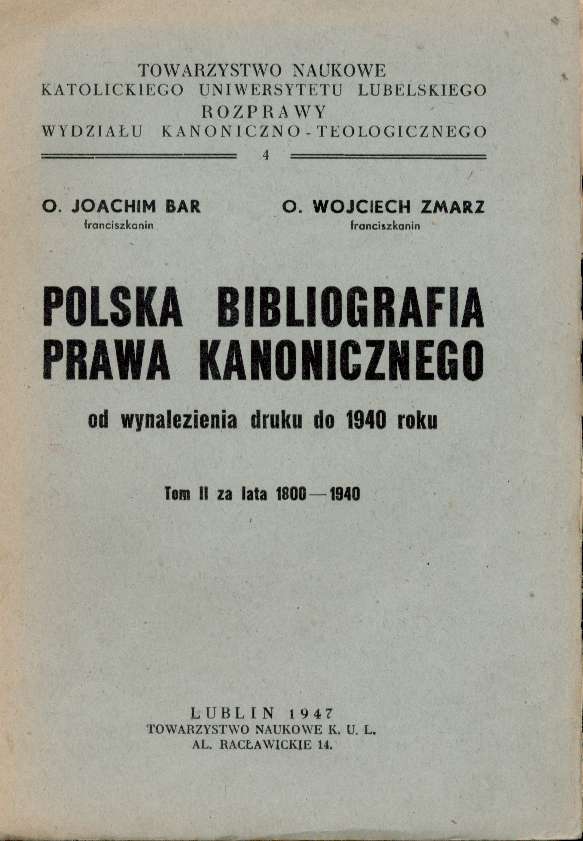 TOWARZYSTWO NAUKOWE
KATOLICKIEGO UNIWERSYTETU LUBELSKIEGO
ROZPRAWY
WYDZIAŁU KANONICZNO-TEOLOGICZNEGO
4
O. JOACHIM BAR O. WOJCIECH ZMARZ
franciszkanin franciszkanin
POLSKA BIBLIOGRAFIA
PRAWA KANONICZNEGO
od wynalezienia druku do 1940 roku
Tom II za lata 1800—1940
LUBLIN 1947
TOWARZYSTWO NAUKOWE K. U. L.
AL. RACŁAWICKIE 14.